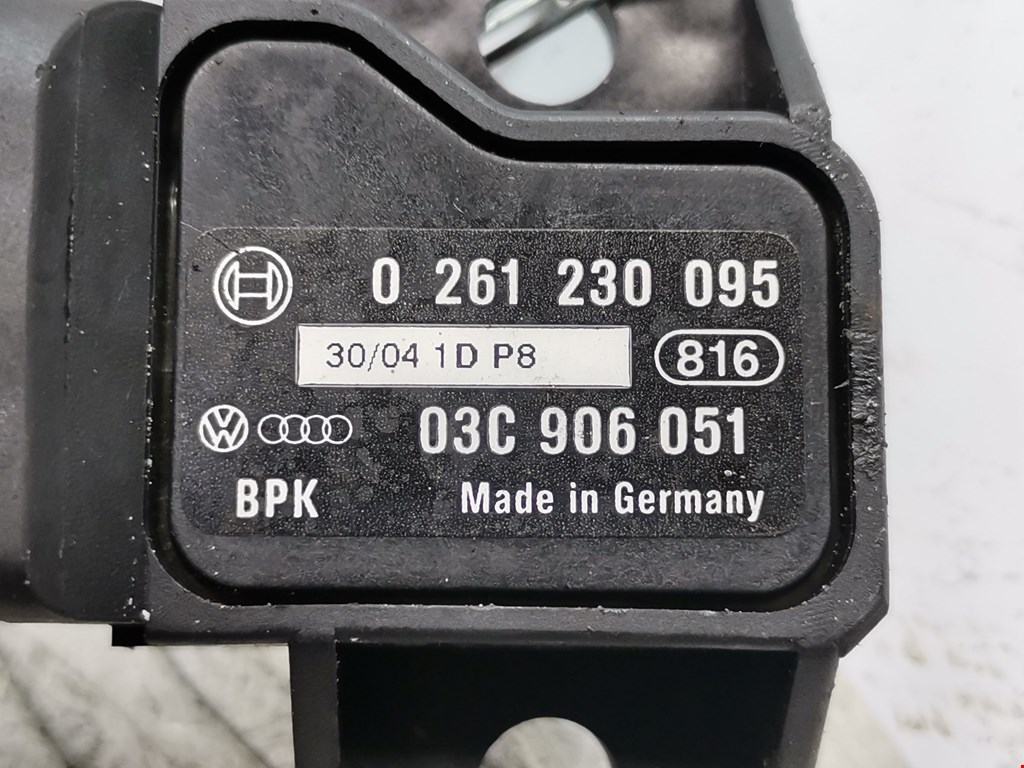 0 261 230 095
30/04 1D P8 816
03C 906 051
BPK Made in Germany